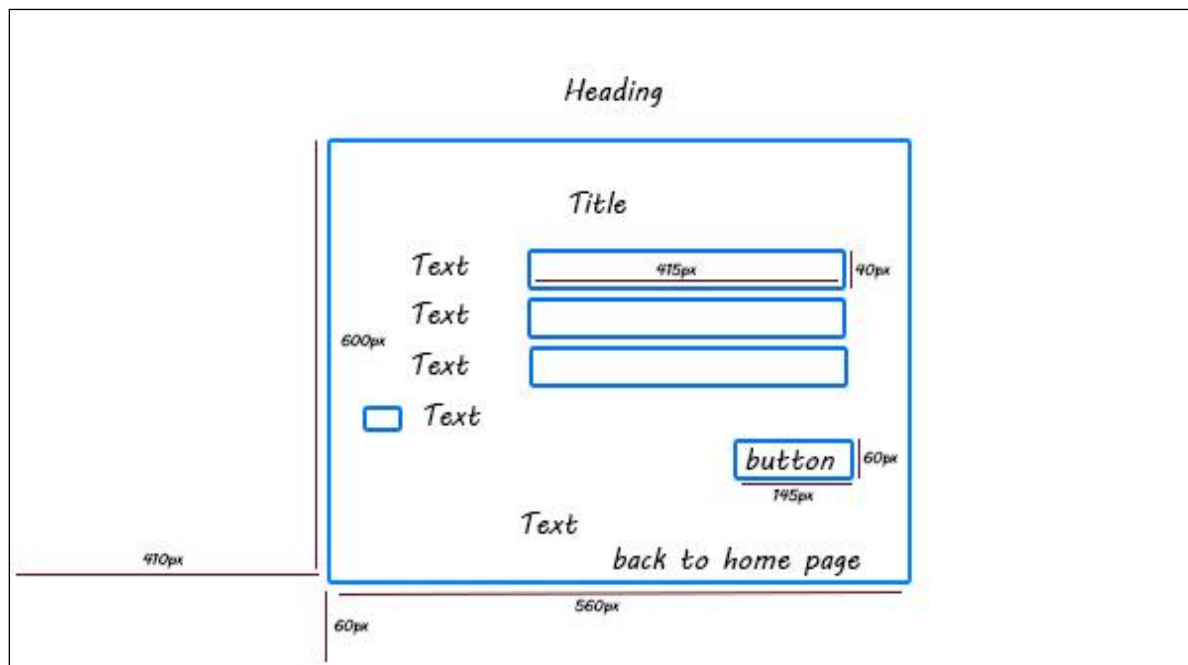 Heading
Title
Text
415px
40px
Text
600px
Text
Text
button
60px
145px
Text
410px
back to home page
560px
60px